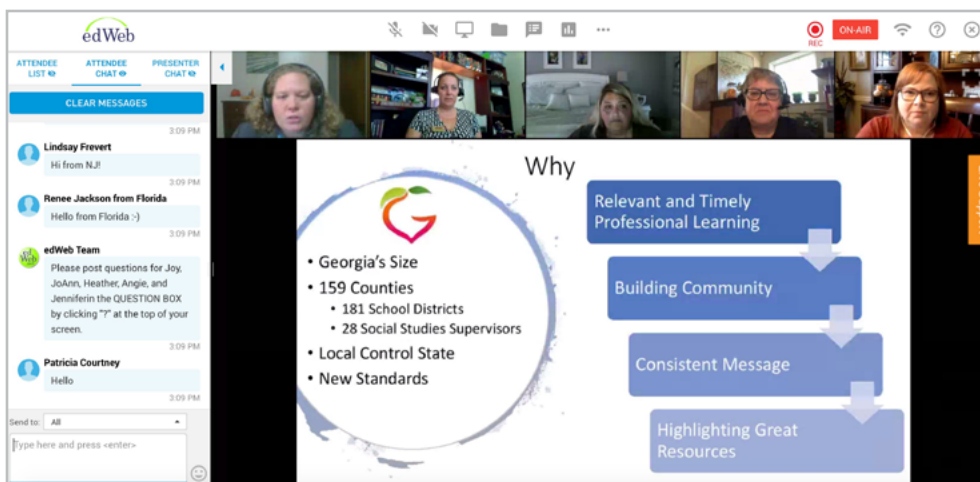 edWeb
REC
ON-AIR
ATTENDEE
LIST
ATTENDEE
CHAT
PRESENTER
CHAT
CLEAR MESSAGES
3:09 PM
Lindsay Frevert
Hi from NJ!
3:09 PM
Renee Jackson from Florida
Hello from Florida :-)
3:09 PM
edWeb Team
Please post questions for Joy,
JoAnn, Heather, Angie, and
Jenniferin the QUESTION BOX
by clicking "?" at the top of your
screen.
3:09 PM
Patricia Courtney
Hello
3:09 PM
Send to: All
Type here and press <enter>
Why
• Georgia's Size
• 159 Counties
• 181 School Districts
• 28 Social Studies Supervisors
• Local Control State
• New Standards
Relevant and Timely
Professional Learning
Building Community
Consistent Message
Highlighting Great
Resources